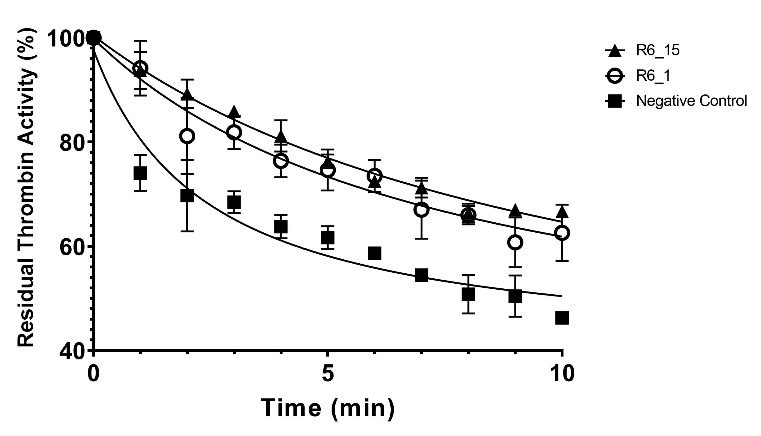 Residual Thrombin Activity (%)
100
80
60
40
0
5
10
Time (min)
R6_15
R6_1
Negative Control